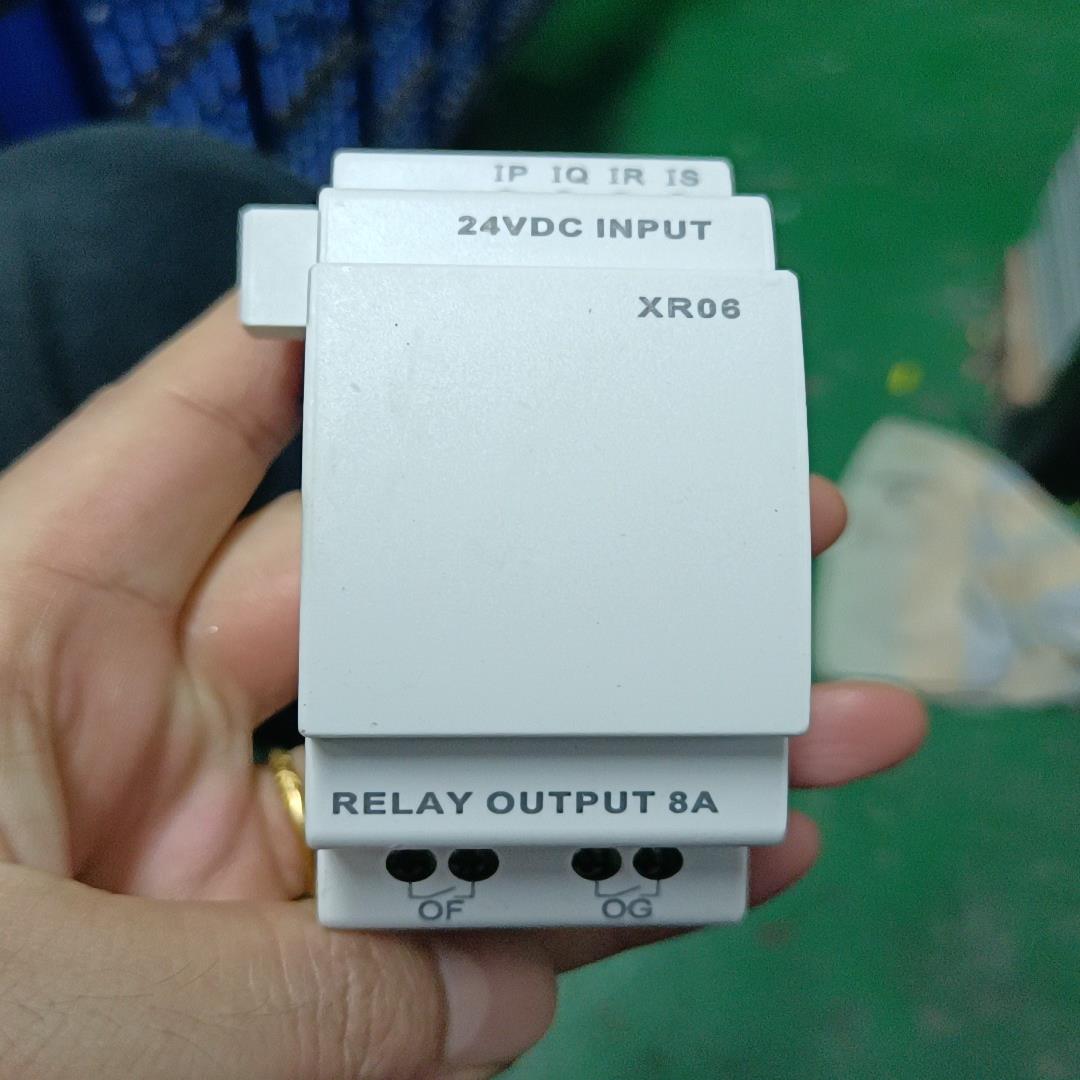 IP IQ IR IS
24VDC INPUT
XR06
RELAY OUTPUT 8A
OF OG